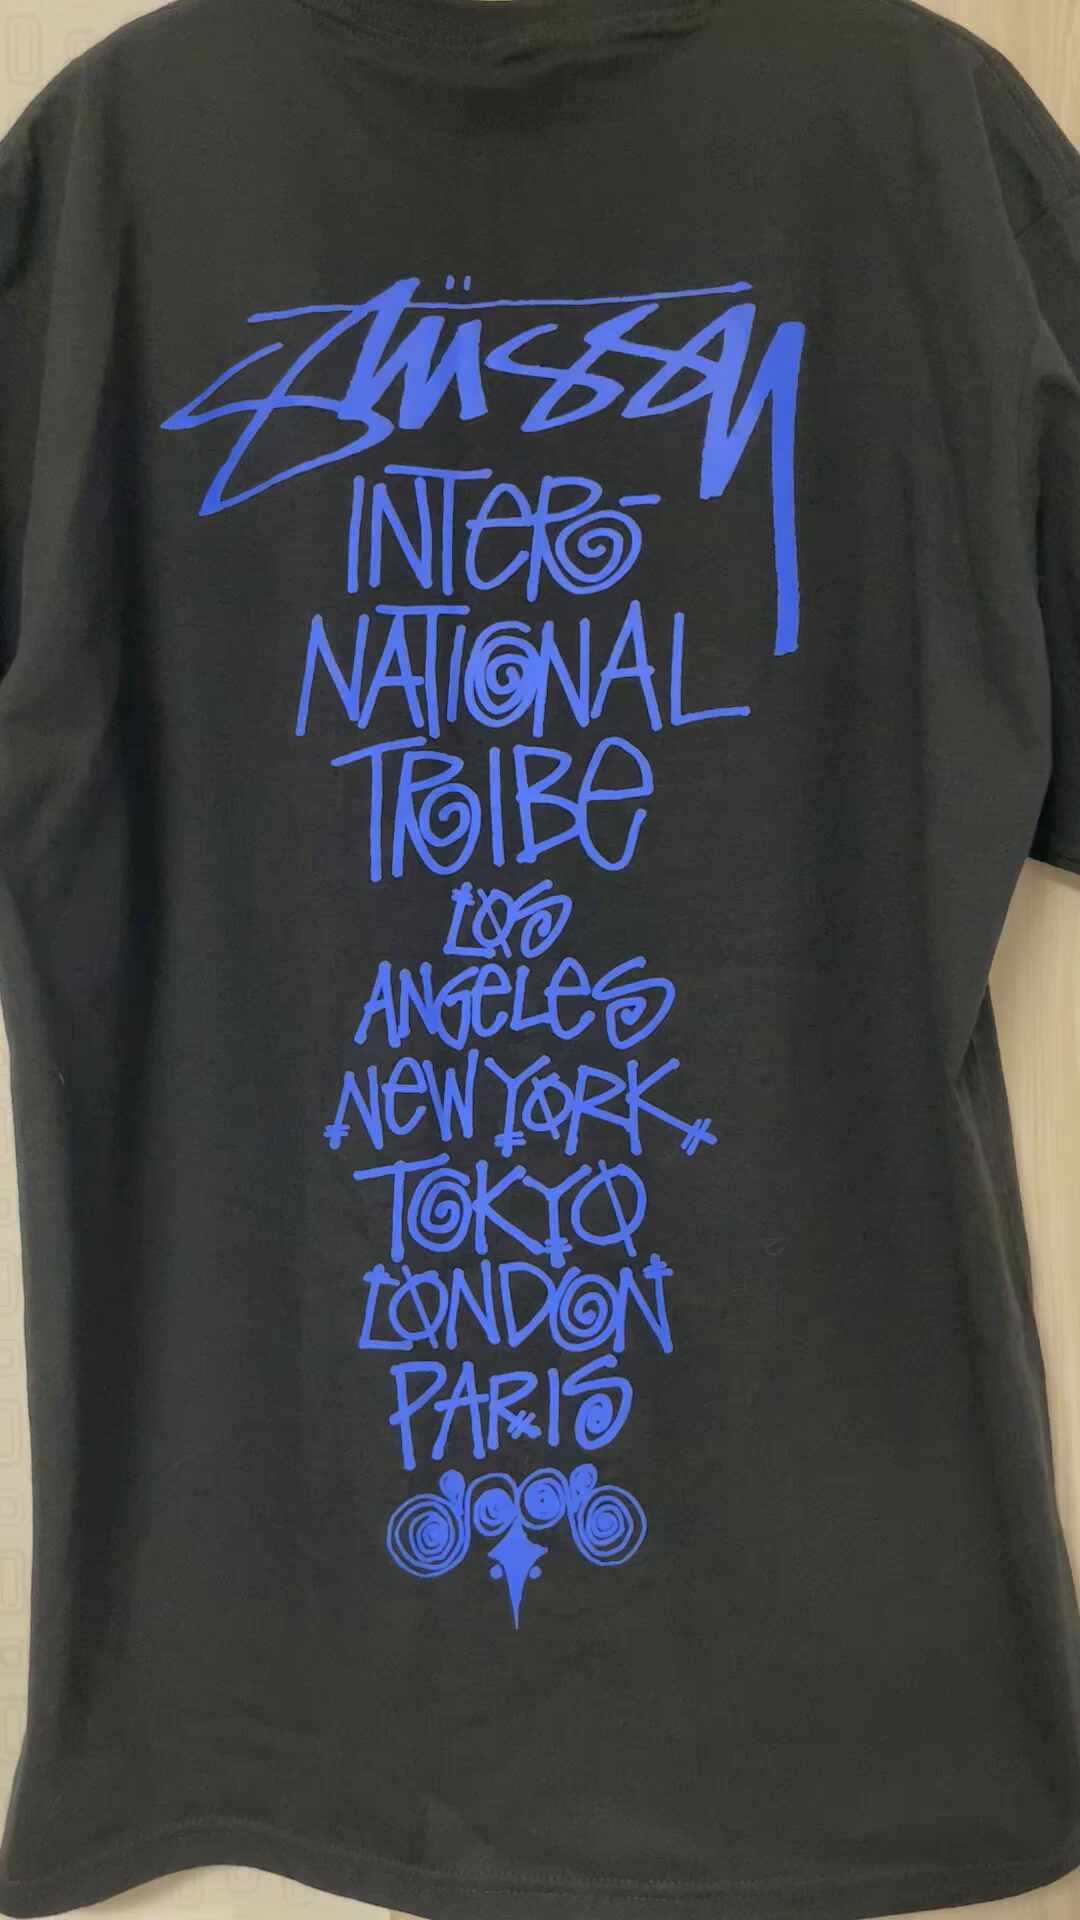 Stüssy
INTER-
NATIONAL
TRIBE
LOS
ANGELES
NEW YORK
TOKYO
LONDON
PARIS